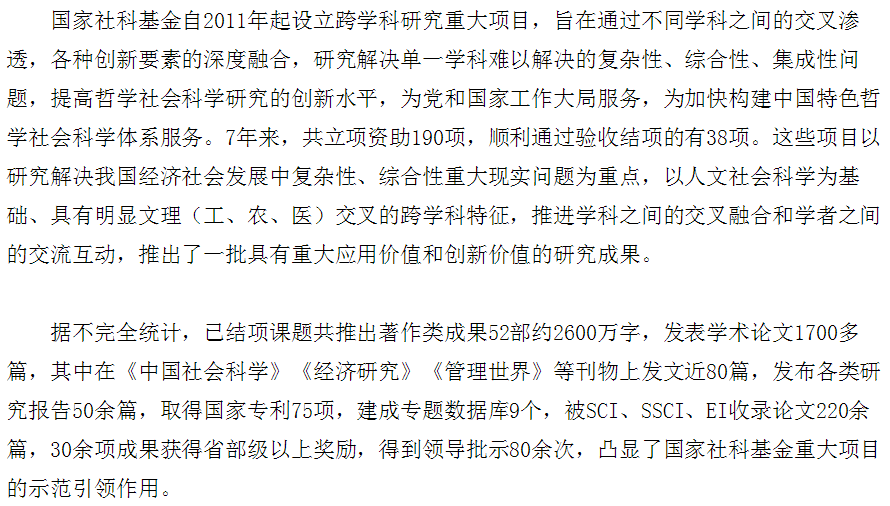 国家社科基金自2011年起设立跨学科研究重大项目，旨在通过不同学科之间的交叉渗
透，各种创新要素的深度融合，研究解决单一学科难以解决的复杂性、综合性、集成性问
题，提高哲学社会科学研究的创新水平，为党和国家工作大局服务，为加快构建中国特色哲
学社会科学体系服务。7年来，共立项资助190项，顺利通过验收结项的有38项。这些项目以
研究解决我国经济社会发展中复杂性、综合性重大现实问题为重点，以人文社会科学为基
础、具有明显文理（工、农、医）交叉的跨学科特征，推进学科之间的交叉融合和学者之间
的交流互动，推出了一批具有重大应用价值和创新价值的研究成果。
据不完全统计，已结项课题共推出著作类成果52部约2600万字，发表学术论文1700多
篇，其中在《中国社会科学》《经济研究》《管理世界》等刊物上发文近80篇，发布各类研
究报告50余篇，取得国家专利75项，建成专题数据库9个，被SCI、SSCI、EI收录论文220余
篇，30余项成果获得省部级以上奖励，得到领导批示80余次，凸显了国家社科基金重大项目
的示范引领作用。